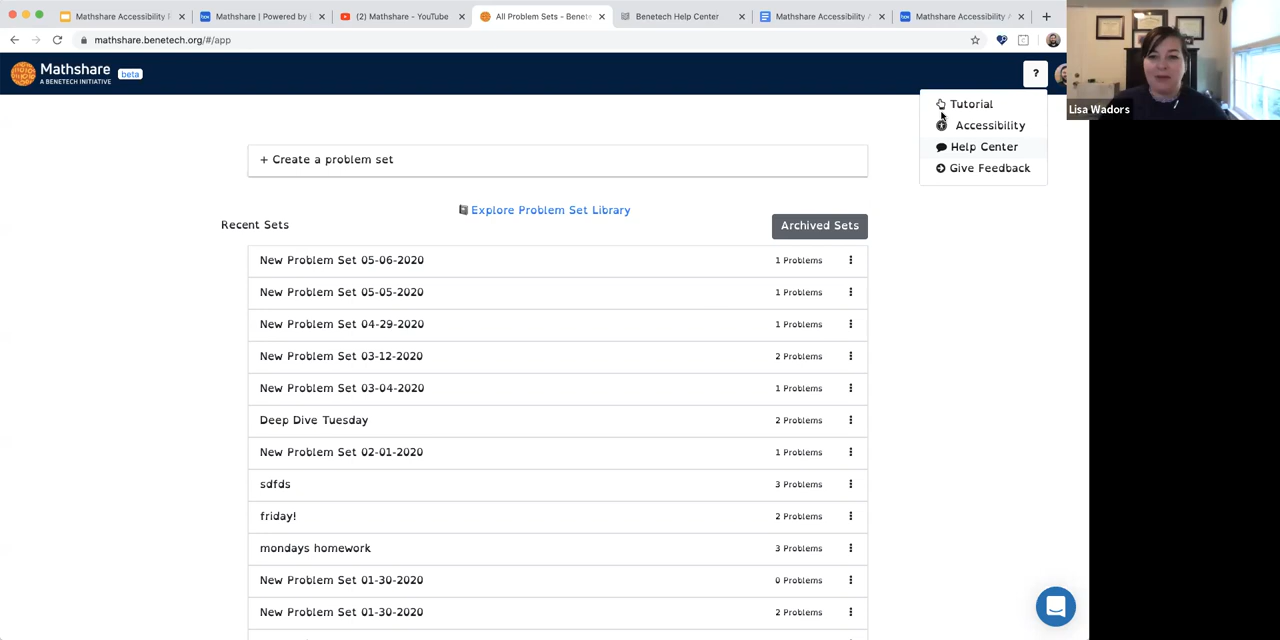 Mathshare Accessibility
Mathshare | Powered by
(2) Mathshare - YouTube
All Problem Sets - Benete
Benetech Help Center
Mathshare Accessibility
Mathshare Accessibility
mathshare.benetech.org/#/app
Mathshare beta
A BENETECH INITIATIVE
?
Tutorial
Accessibility
Help Center
Give Feedback
Lisa Wadors
+ Create a problem set
Explore Problem Set Library
Recent Sets
Archived Sets
New Problem Set 05-06-2020 1 Problems
New Problem Set 05-05-2020 1 Problems
New Problem Set 04-29-2020 1 Problems
New Problem Set 03-12-2020 2 Problems
New Problem Set 03-04-2020 1 Problems
Deep Dive Tuesday 2 Problems
New Problem Set 02-01-2020 1 Problems
sdfds 3 Problems
friday! 2 Problems
mondays homework 3 Problems
New Problem Set 01-30-2020 0 Problems
New Problem Set 01-30-2020 2 Problems